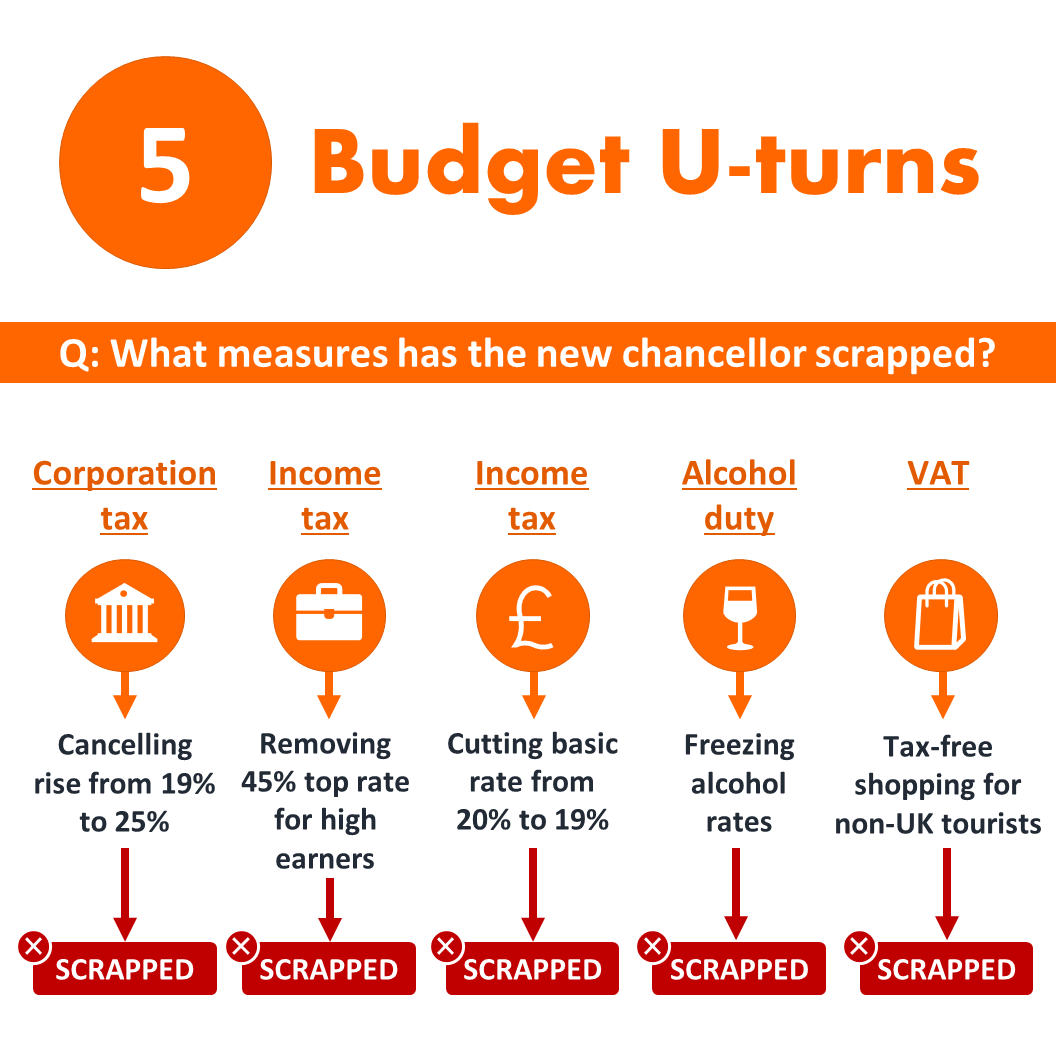 5
Budget U-turns
Q: What measures has the new chancellor scrapped?
Corporation
tax
Cancelling
rise from 19%
to 25%
SCRAPPED
Income
tax
Removing
45% top rate
for high
earners
SCRAPPED
Income
tax
£
Cutting basic
rate from
20% to 19%
SCRAPPED
Alcohol
duty
Freezing
alcohol
rates
SCRAPPED
VAT
Tax-free
shopping for
non-UK tourists
SCRAPPED